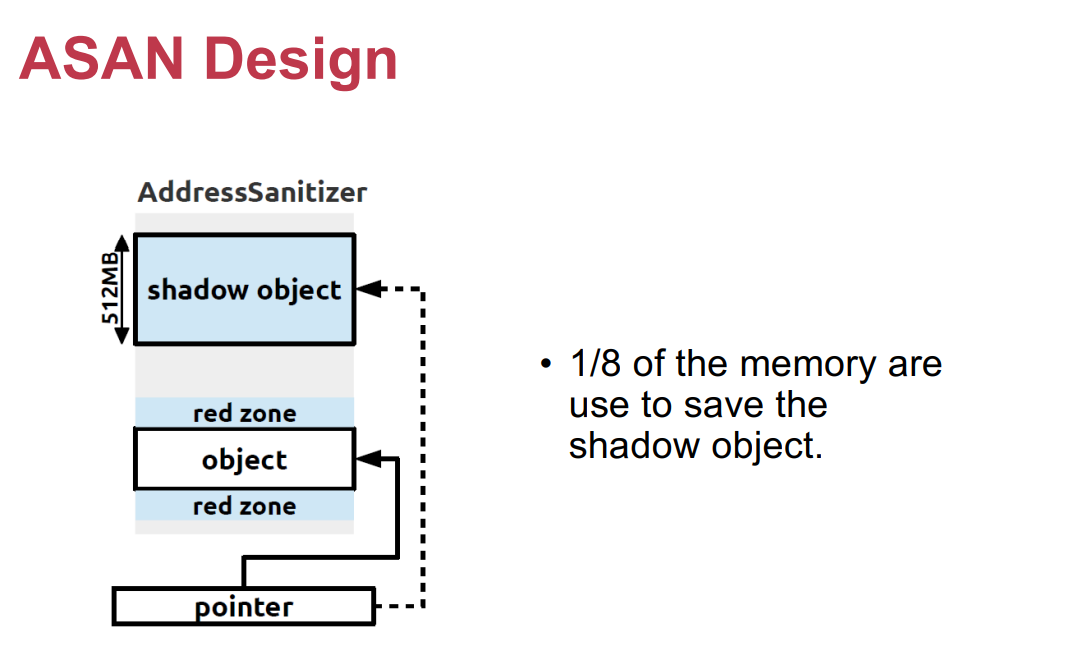 ASAN Design
AddressSanitizer
512MB
shadow object
red zone
object
red zone
pointer
• 1/8 of the memory are
use to save the
shadow object.